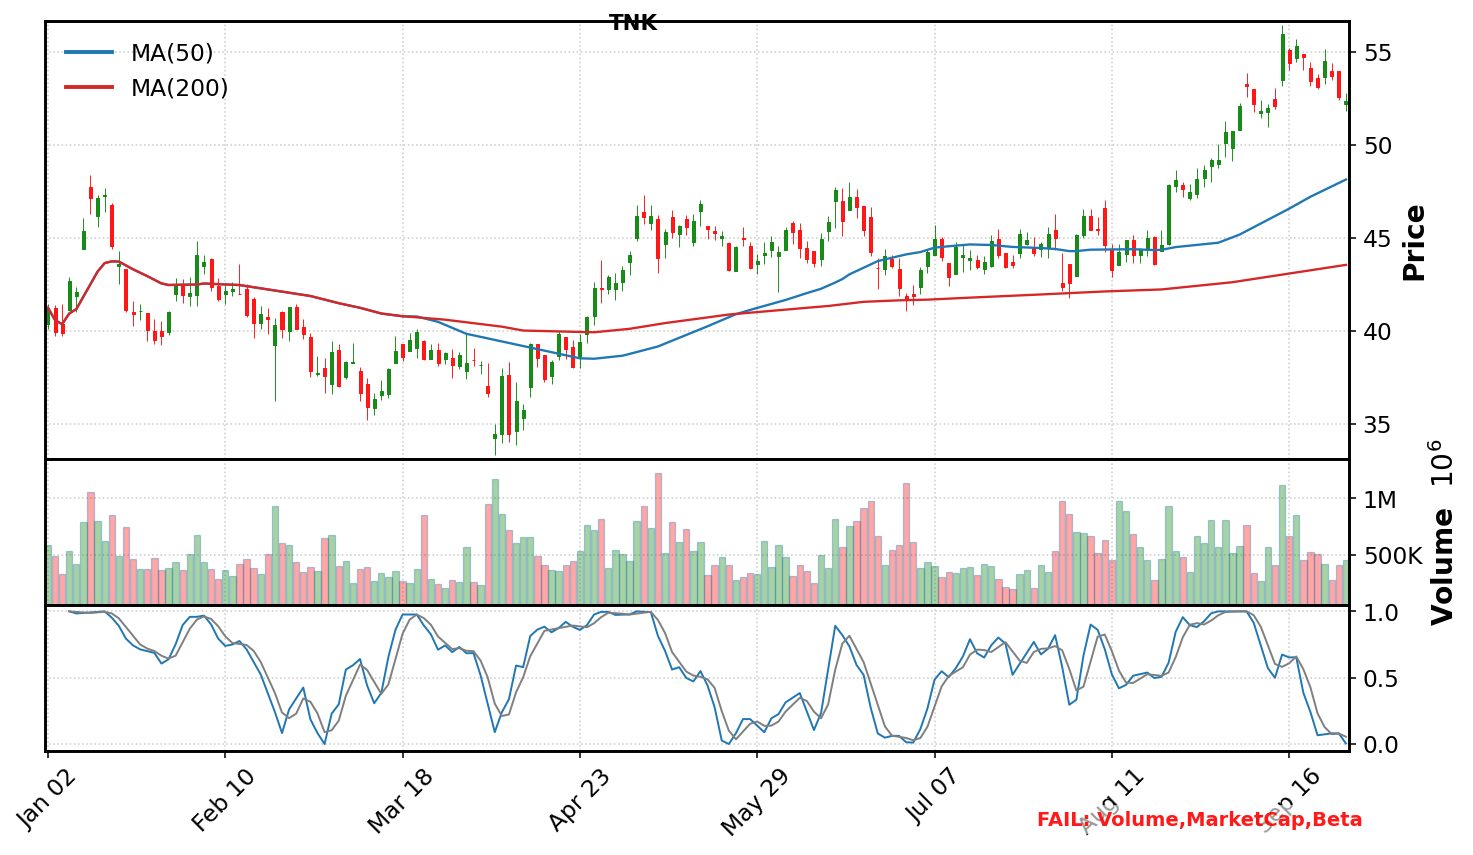 TNK
MA(50)
MA(200)
55
50
45
40
35
Price
10^6
1M
500K
Volume
1.0
0.5
0.0
Jan 02
Feb 10
Mar 18
Apr 23
May 29
Jul 07
Aug 11
Sep 16
FAIL: Volume,MarketCap,Beta